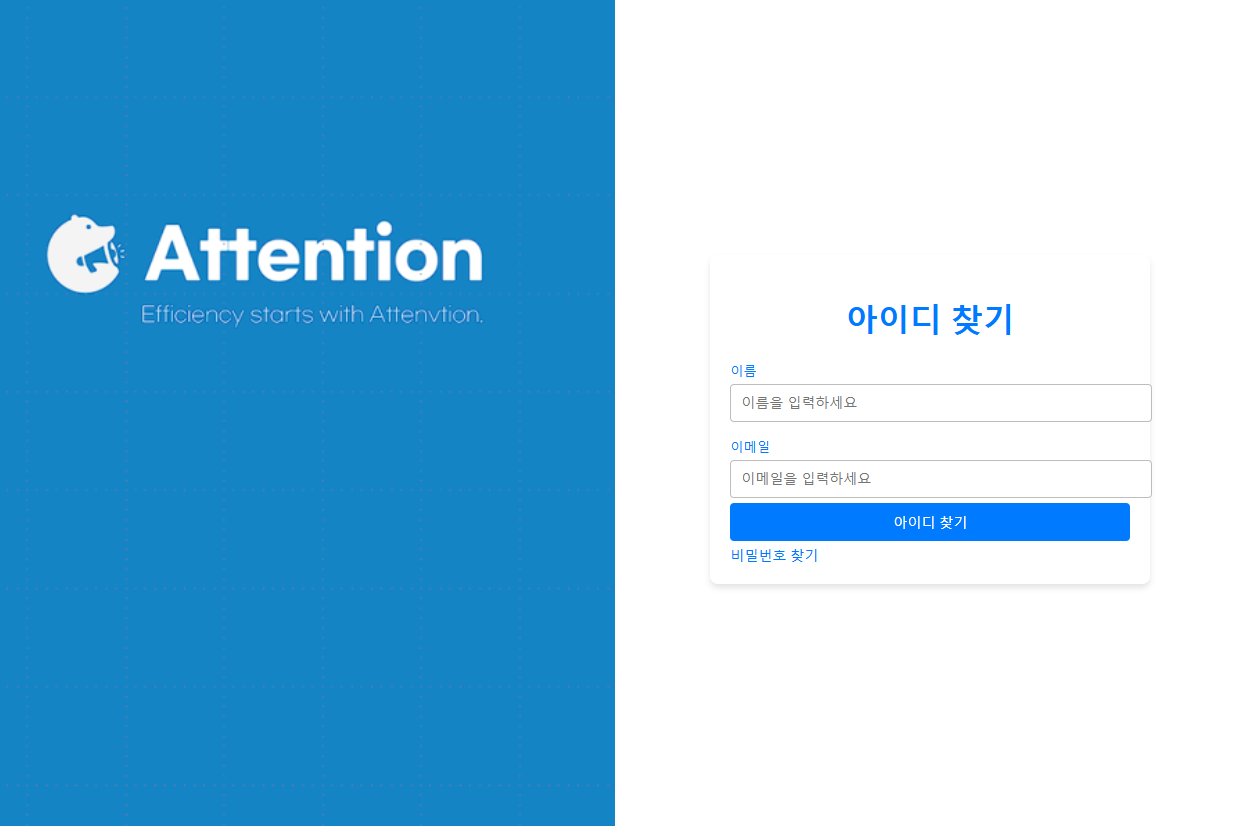 Attention
Efficiency starts with Attenvtion.
아이디 찾기
이름
이름을 입력하세요
이메일
이메일을 입력하세요
아이디 찾기
비밀번호 찾기